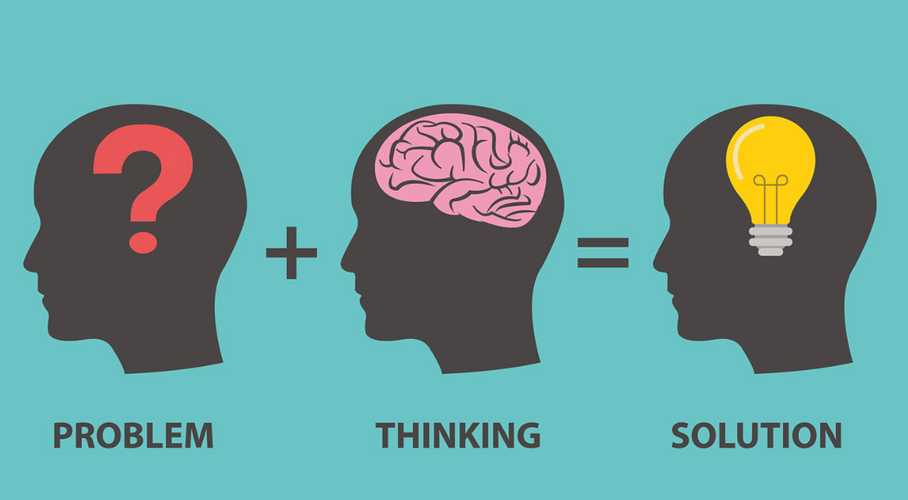 ? + =
PROBLEM THINKING SOLUTION